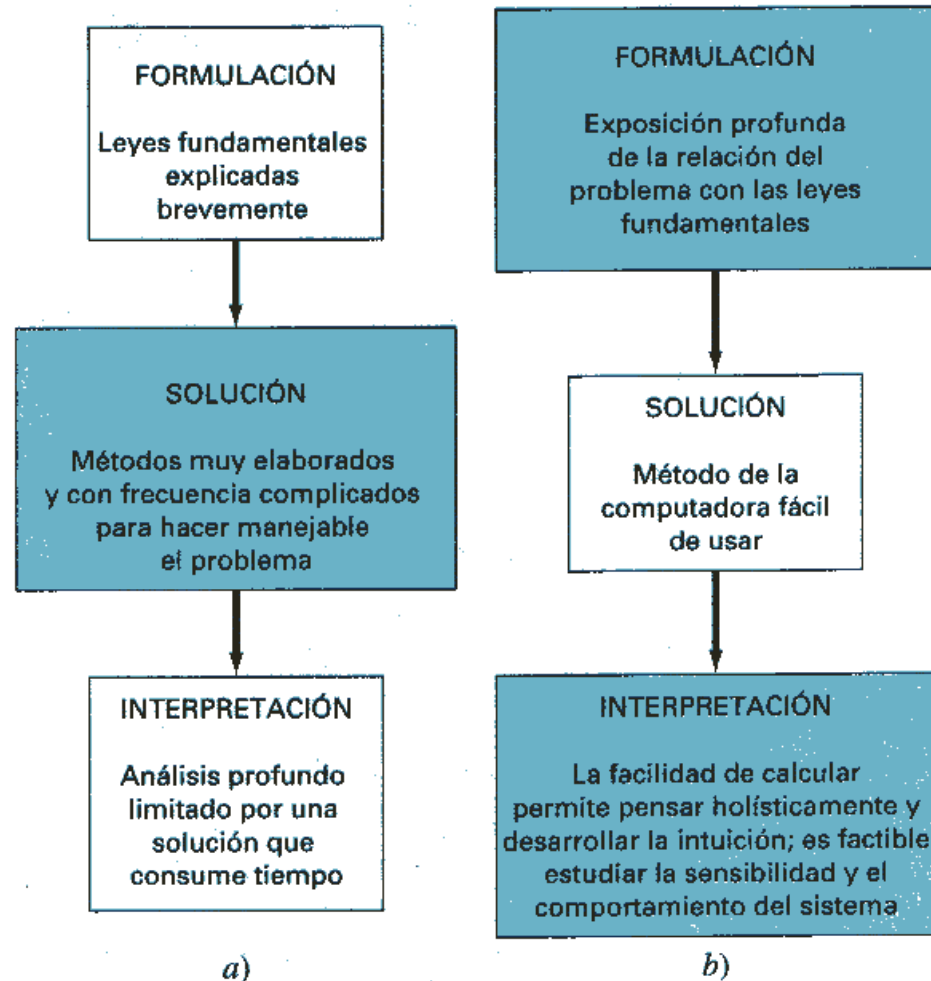 FORMULACIÓN
Leyes fundamentales
explicadas
brevemente
SOLUCIÓN
Métodos muy elaborados
y con frecuencia complicados
para hacer manejable
el problema
INTERPRETACIÓN
Análisis profundo
limitado por una
solución que
consume tiempo
a)
FORMULACIÓN
Exposición profunda
de la relación del
problema con las leyes
fundamentales
SOLUCIÓN
Método de la
computadora fácil
de usar
INTERPRETACIÓN
La facilidad de calcular
permite pensar holísticamente y
desarrollar la intuición; es factible
estudiar la sensibilidad y el
comportamiento del sistema
b)